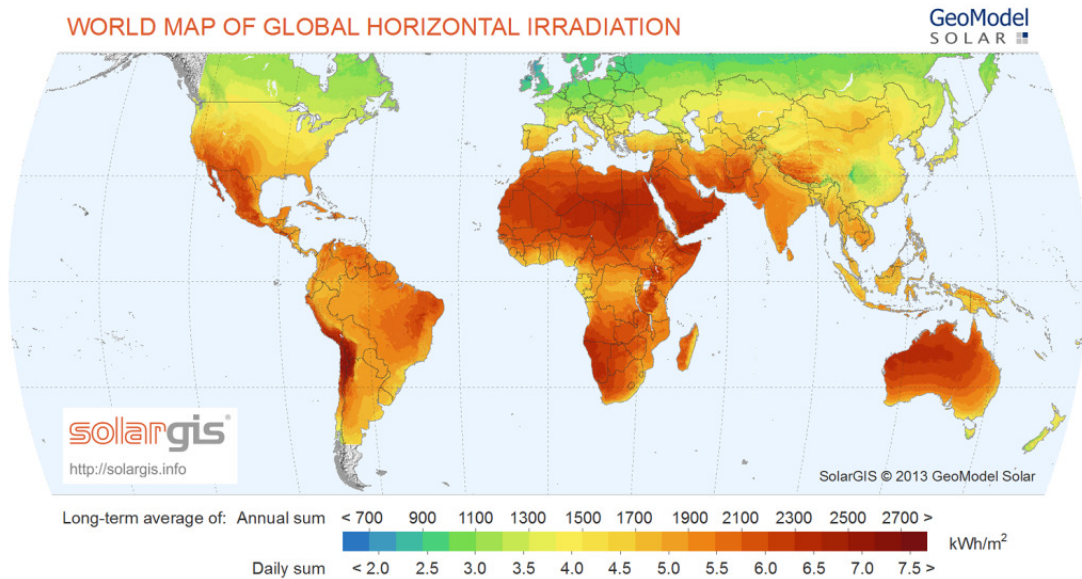 WORLD MAP OF GLOBAL HORIZONTAL IRRADIATION
GeoModel
SOLAR
solargis®
http://solargis.info
SolarGIS © 2013 GeoModel Solar
Long-term average of: Annual sum < 700 900 1100 1300 1500 1700 1900 2100 2300 2500 2700 >
kWh/m²
Daily sum < 2.0 2.5 3.0 3.5 4.0 4.5 5.0 5.5 6.0 6.5 7.0 7.5 >